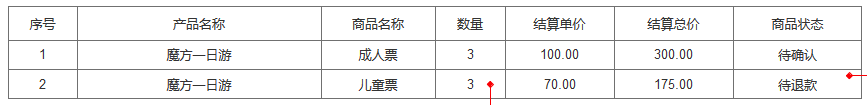 序号 产品名称 商品名称 数量 结算单价 结算总价 商品状态
1 魔方一日游 成人票 3 100.00 300.00 待确认
2 魔方一日游 儿童票 3 70.00 175.00 待退款